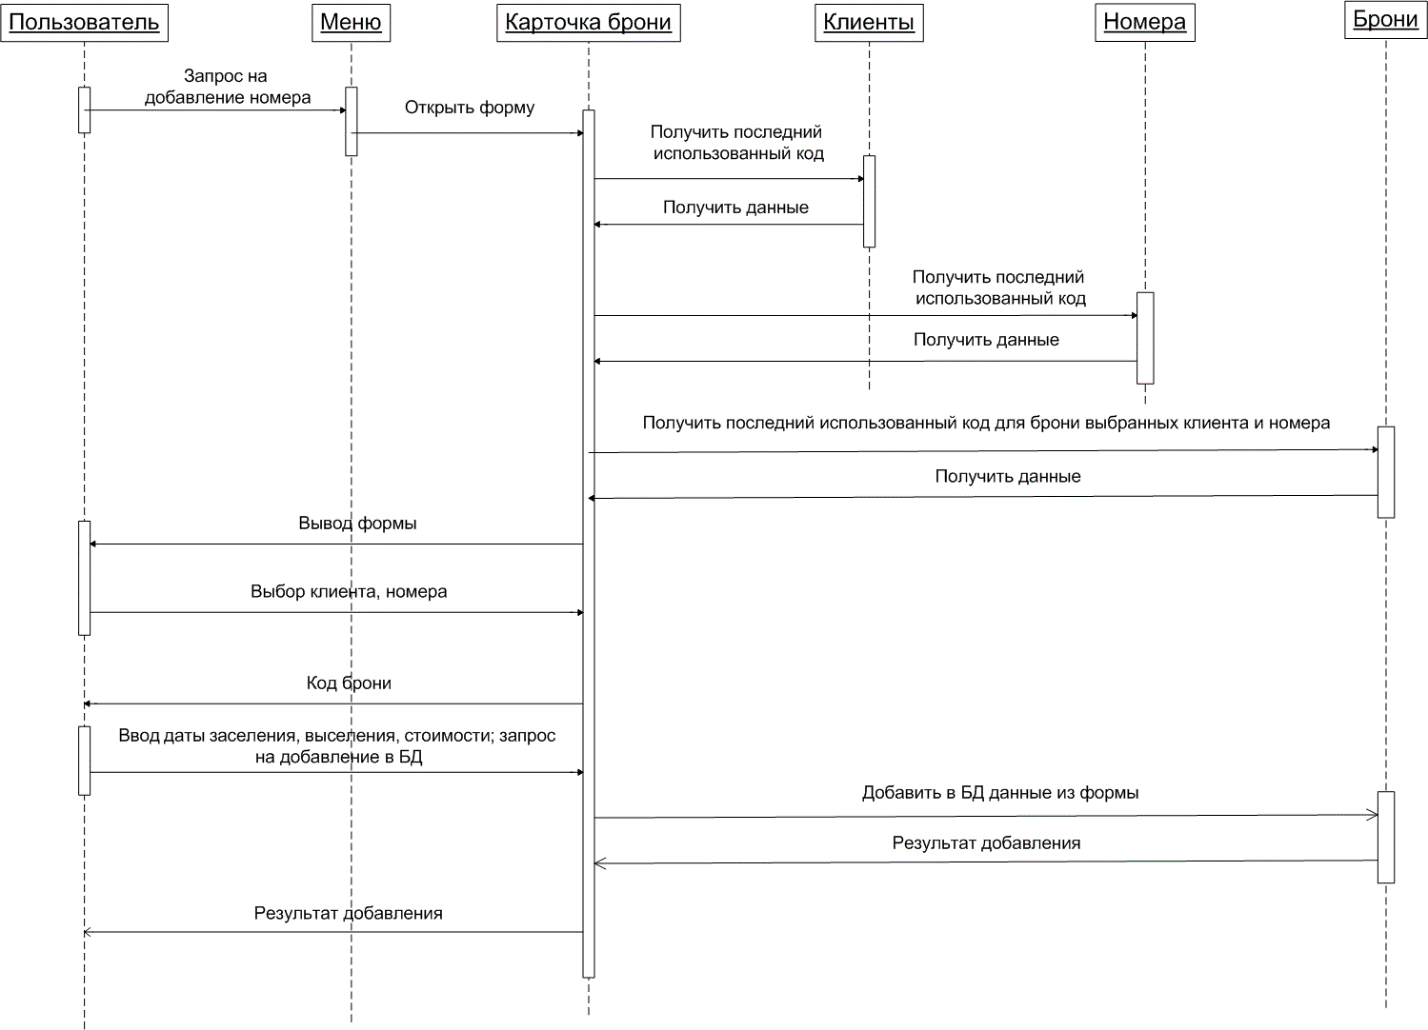 Пользователь
Меню
Карточка брони
Клиенты
Номера
Брони
Запрос на
добавление номера
Открыть форму
Получить последний
использованный код
Получить данные
Получить последний
использованный код
Получить данные
Получить последний использованный код для брони выбранных клиента и номера
Получить данные
Вывод формы
Выбор клиента, номера
Код брони
Ввод даты заселения, выселения, стоимости; запрос
на добавление в БД
Добавить в БД данные из формы
Результат добавления
Результат добавления